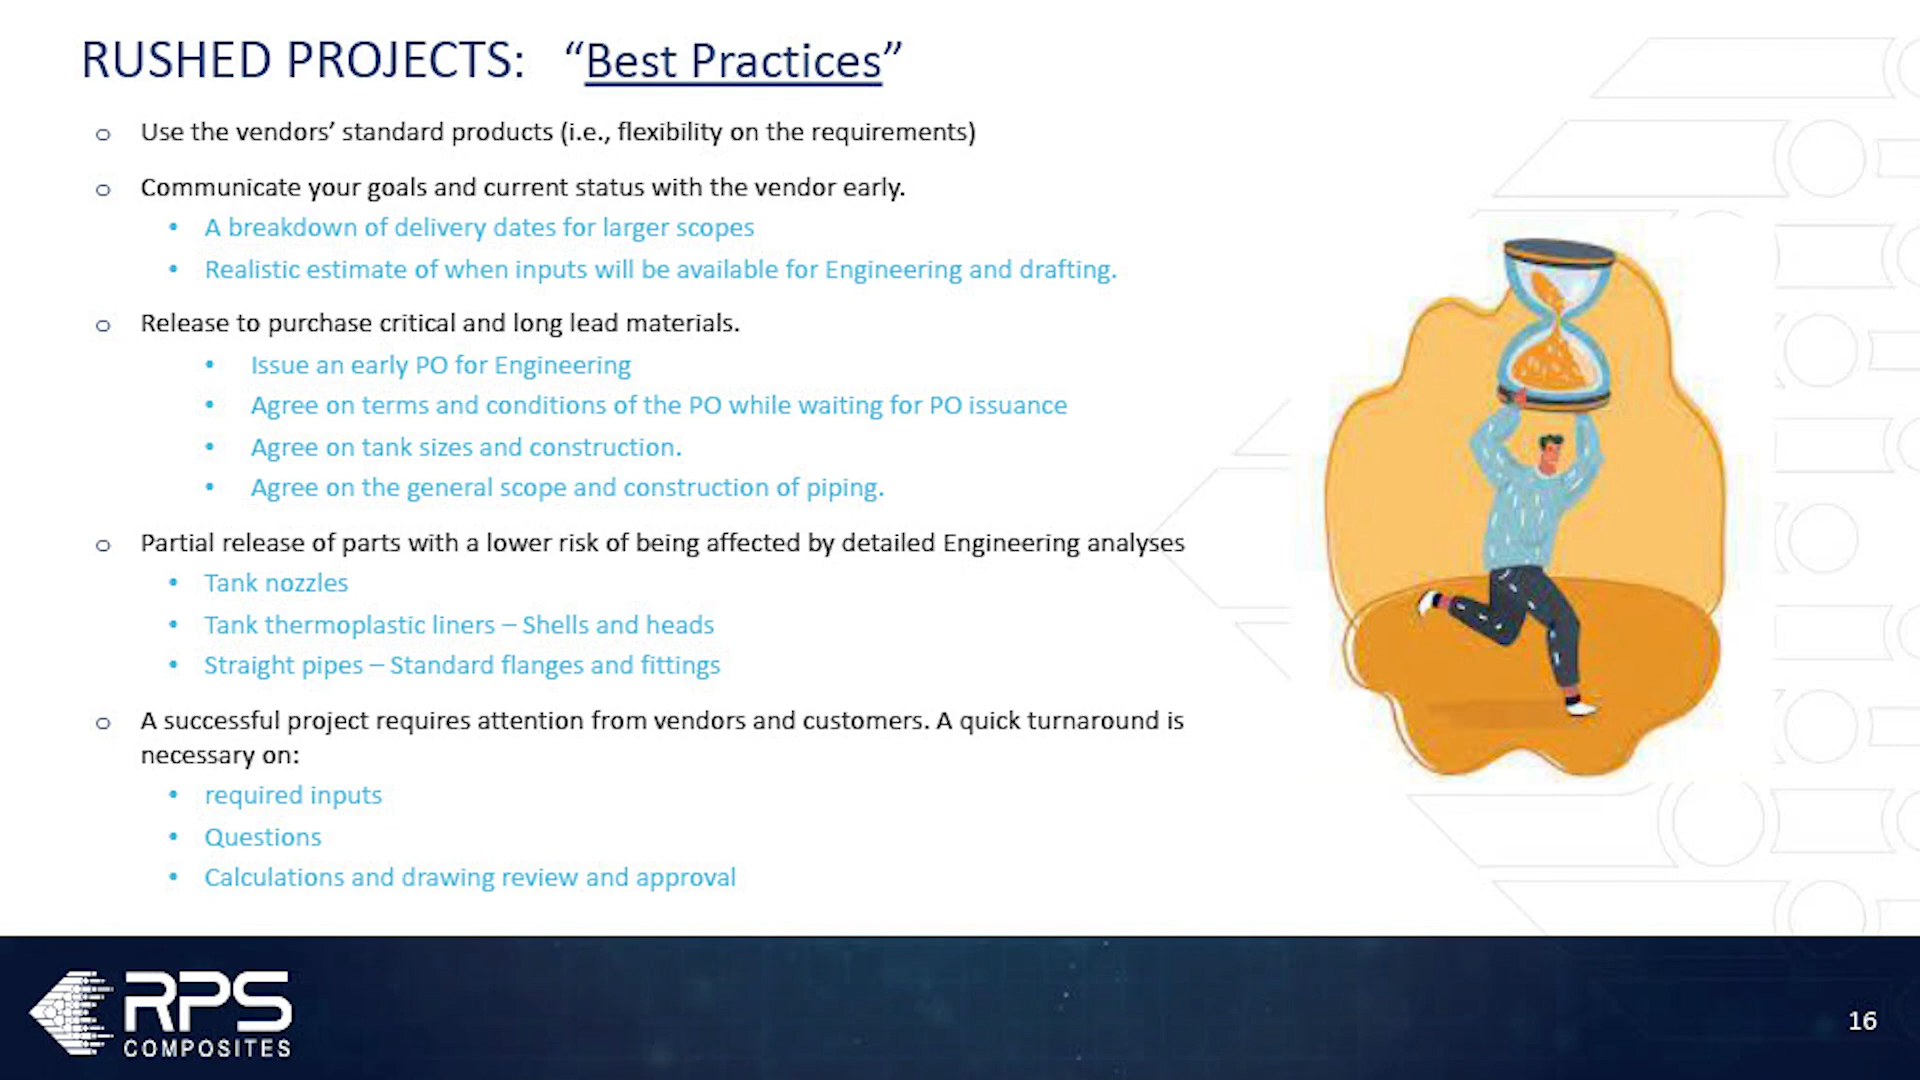 RUSHED PROJECTS: “Best Practices”
o Use the vendors’ standard products (i.e., flexibility on the requirements)
o Communicate your goals and current status with the vendor early.
• A breakdown of delivery dates for larger scopes
• Realistic estimate of when inputs will be available for Engineering and drafting.
o Release to purchase critical and long lead materials.
• Issue an early PO for Engineering
• Agree on terms and conditions of the PO while waiting for PO issuance
• Agree on tank sizes and construction.
• Agree on the general scope and construction of piping.
o Partial release of parts with a lower risk of being affected by detailed Engineering analyses
• Tank nozzles
• Tank thermoplastic liners – Shells and heads
• Straight pipes – Standard flanges and fittings
o A successful project requires attention from vendors and customers. A quick turnaround is
necessary on:
• required inputs
• Questions
• Calculations and drawing review and approval
RPS
COMPOSITES
16